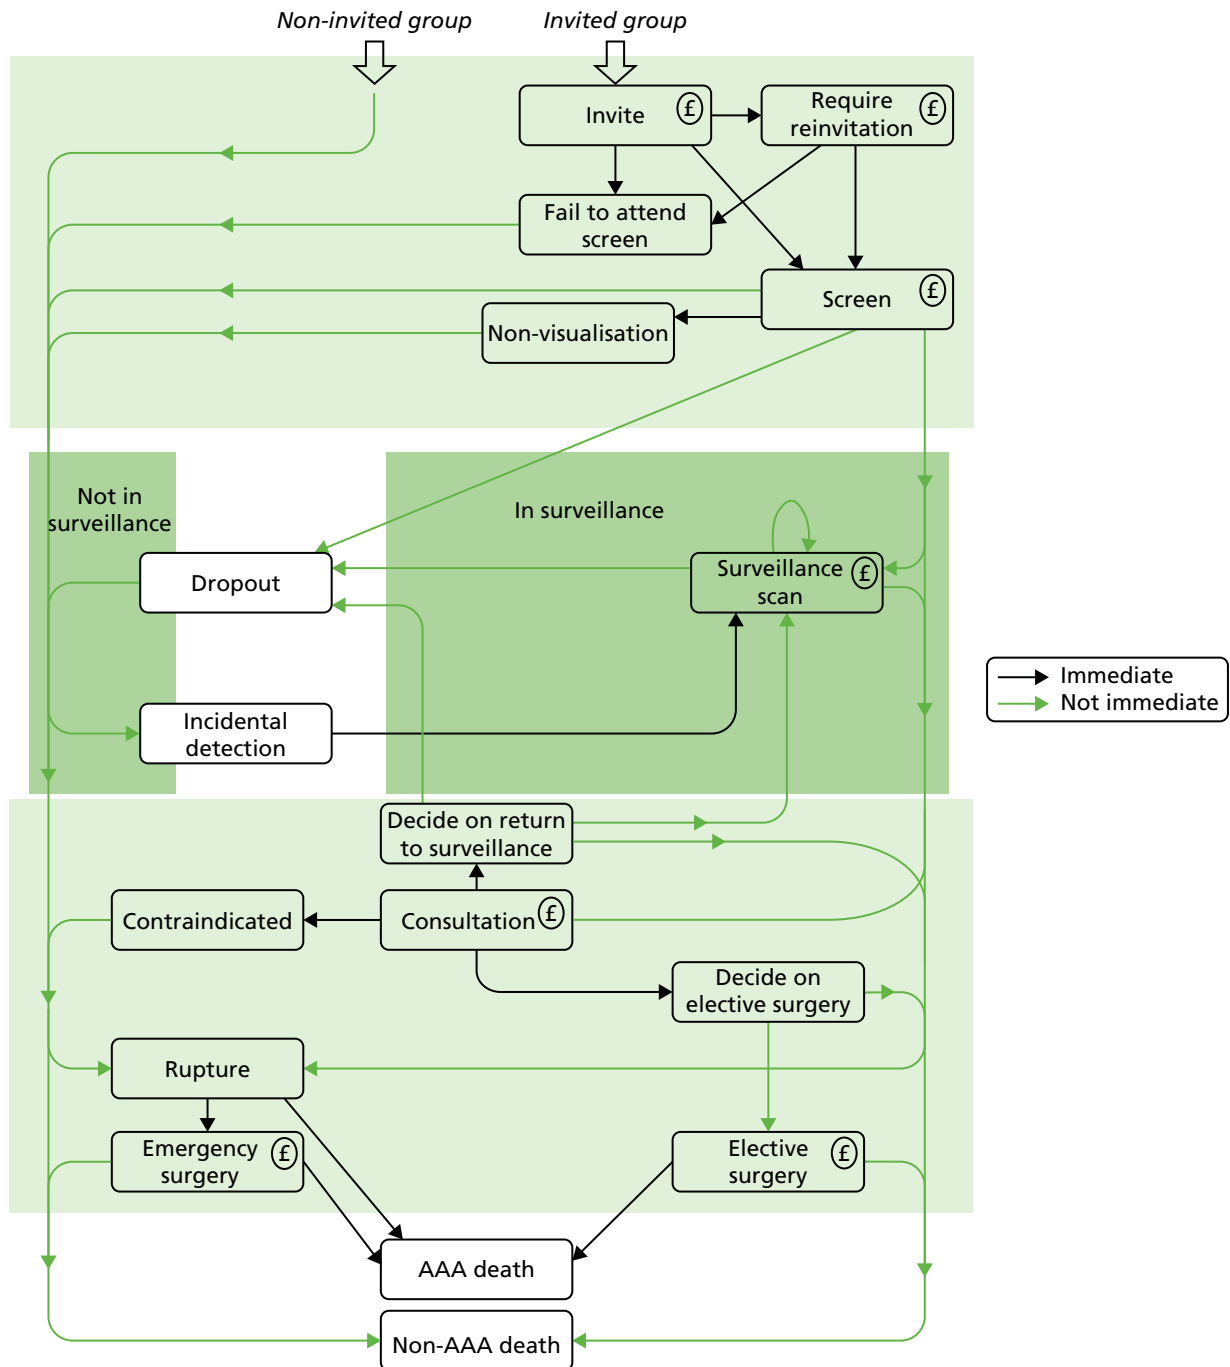 Non-invited group
Invited group
Invite £
Require £
reinvitation
Fail to attend
screen
Screen £
Non-visualisation
Not in
surveillance
In surveillance
Dropout
Surveillance £
scan
Immediate
Not immediate
Incidental
detection
Decide on return
to surveillance
Contraindicated
Consultation £
Decide on
elective surgery
Rupture
Emergency £
surgery
Elective £
surgery
AAA death
Non-AAA death